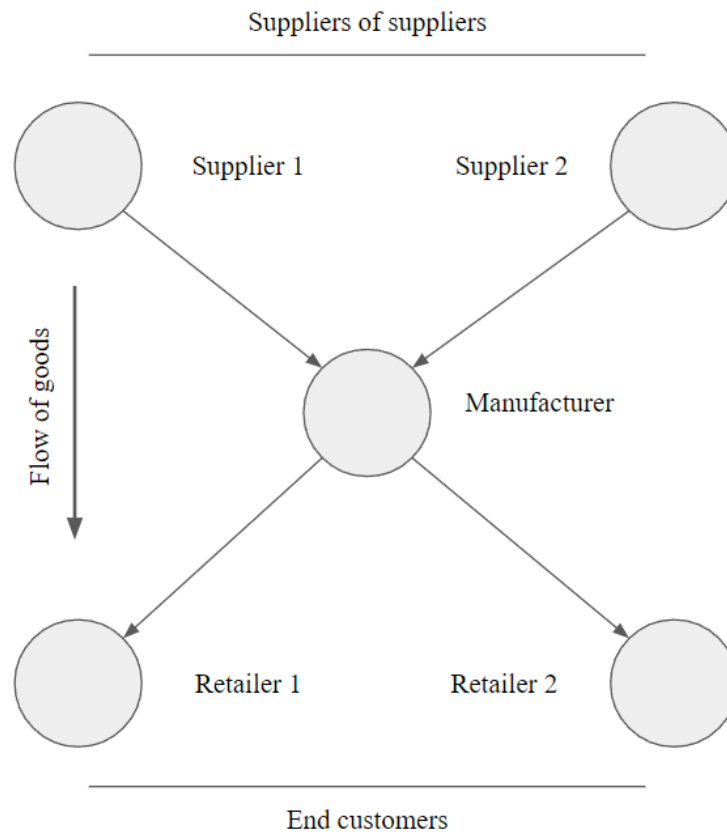 Suppliers of suppliers
Supplier 1
Supplier 2
Flow of goods
Manufacturer
Retailer 1
Retailer 2
End customers